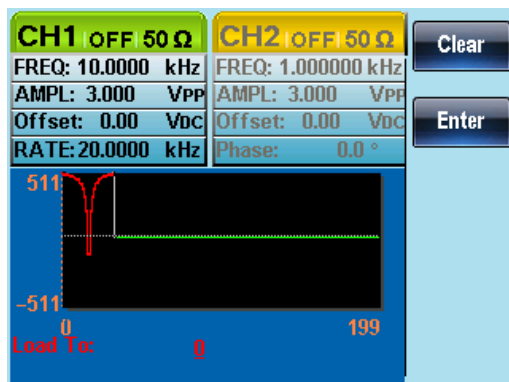 CH1 OFF 50 Ω CH2 OFF 50 Ω
FREQ: 10.0000 kHz FREQ: 1.000000 kHz
AMPL: 3.000 VPP AMPL: 3.000 VPP
Offset: 0.00 VDC Offset: 0.00 VDC
RATE: 20.0000 kHz Phase: 0.0 °
Clear
Enter
511
-511
0 199
Load To: 0